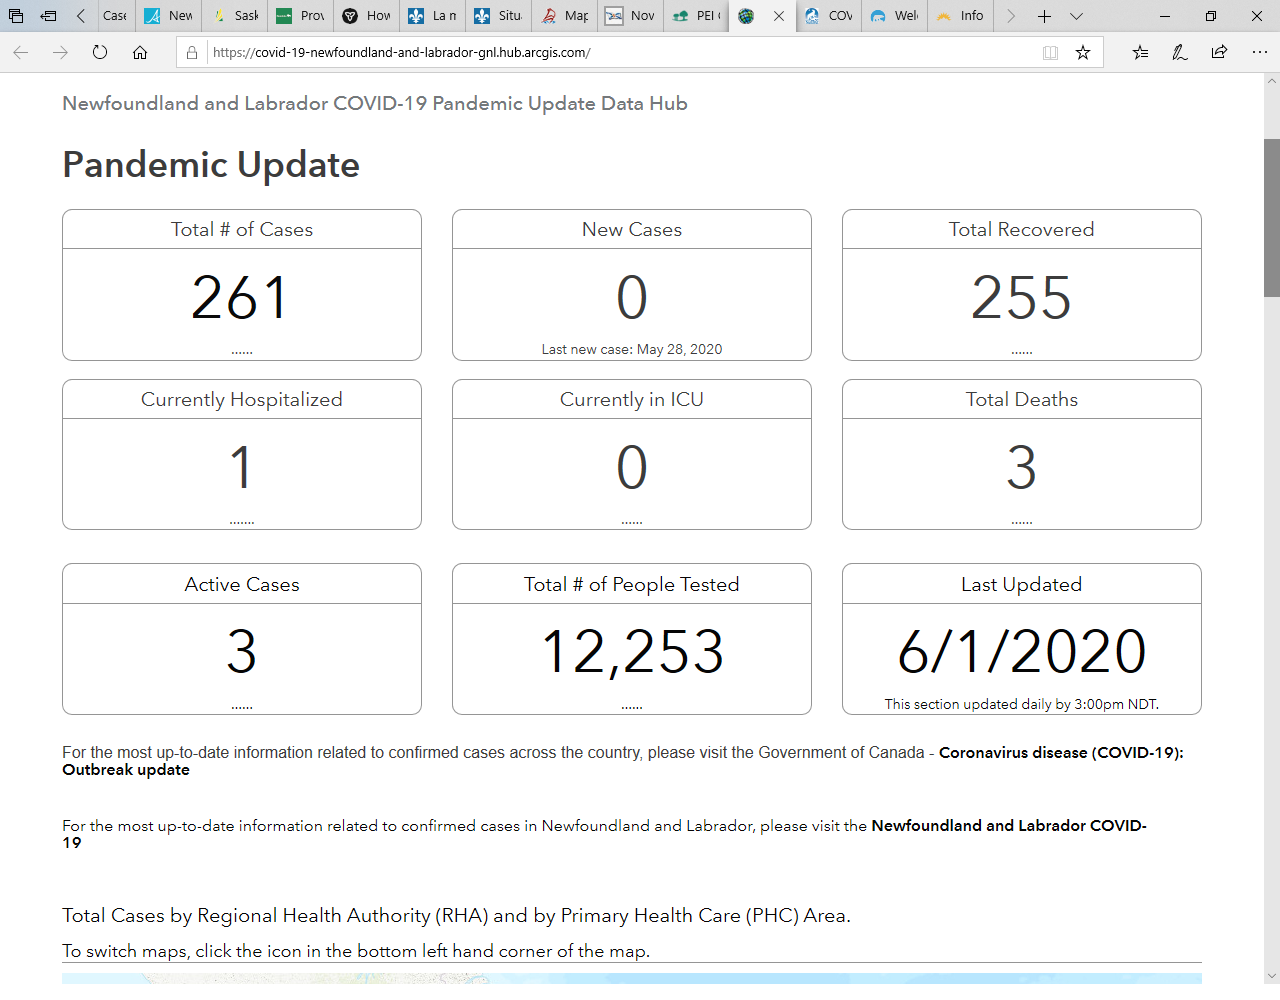 Case
New
Sask
Prov
How
La m
Situ
Map
Nov
PEI
COV
Wel
Info
https://covid-19-newfoundland-and-labrador-gnl.hub.arcgis.com/
Newfoundland and Labrador COVID-19 Pandemic Update Data Hub
Pandemic Update
Total # of Cases
261
......
New Cases
0
Last new case: May 28, 2020
Total Recovered
255
......
Currently Hospitalized
1
.......
Currently in ICU
0
......
Total Deaths
3
......
Active Cases
3
......
Total # of People Tested
12,253
......
Last Updated
6/1/2020
This section updated daily by 3:00pm NDT.
For the most up-to-date information related to confirmed cases across the country, please visit the Government of Canada - Coronavirus disease (COVID-19):
Outbreak update
For the most up-to-date information related to confirmed cases in Newfoundland and Labrador, please visit the Newfoundland and Labrador COVID-
19
Total Cases by Regional Health Authority (RHA) and by Primary Health Care (PHC) Area.
To switch maps, click the icon in the bottom left hand corner of the map.